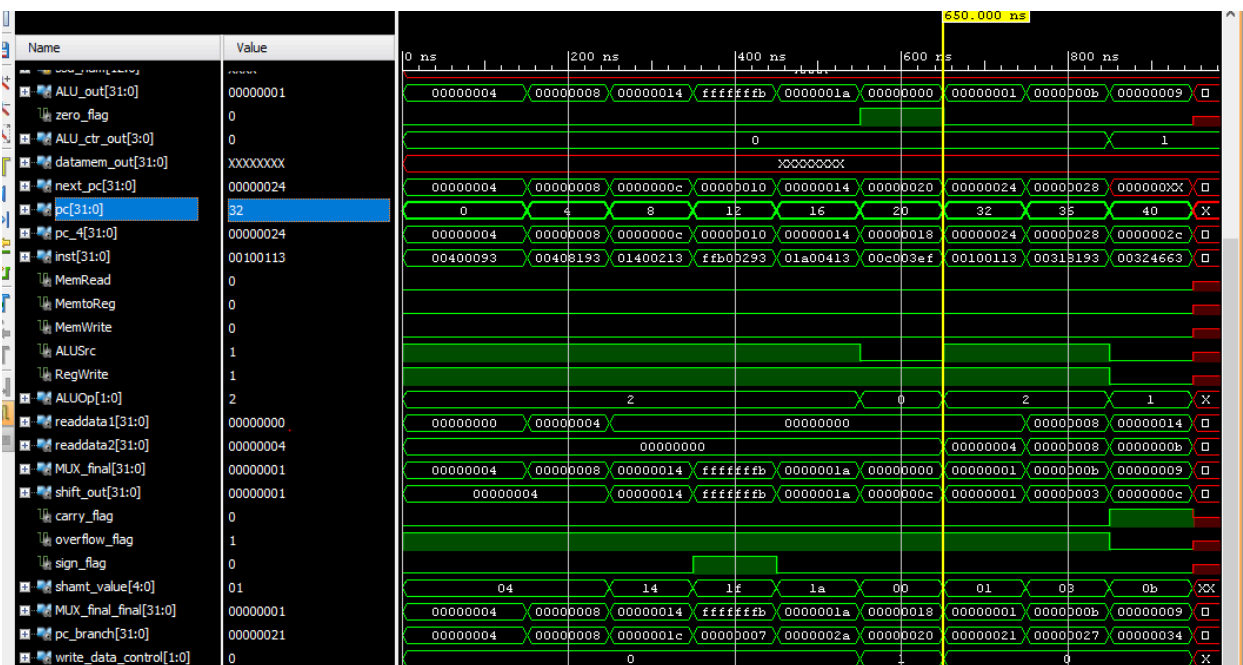 650.000 ns
Name Value 0 ns 200 ns 400 ns 600 ns 800 ns
ALU_out[31:0] 00000001 00000004 00000008 00000014 fffffffb 0000001a 00000000 00000001 0000000b 00000009
zero_flag 0
ALU_ctr_out[3:0] 0 0 1
datamem_out[31:0] XXXXXXXX XXXXXXXX
next_pc[31:0] 00000024 00000004 00000008 0000000c 00000010 00000014 00000020 00000024 00000028 000000XX
pc[31:0] 32 0 4 8 12 16 20 32 36 40 X
pc_4[31:0] 00000024 00000004 00000008 0000000c 00000010 00000014 00000018 00000024 00000028 0000002c
inst[31:0] 00100113 00400093 00408193 01400213 ffb00293 01a00413 00c003ef 00100113 00318193 00324663
MemRead 0
MemtoReg 0
MemWrite 0
ALUSrc 1
RegWrite 1
ALUOp[1:0] 2 2 0 2 1 X
readdata1[31:0] 00000000 00000000 00000004 00000000 00000008 00000014
readdata2[31:0] 00000004 00000000 00000004 00000008 0000000b
MUX_final[31:0] 00000001 00000004 00000008 00000014 fffffffb 0000001a 00000000 00000001 0000000b 00000009
shift_out[31:0] 00000001 00000004 00000014 fffffffb 0000001a 0000000c 00000001 00000003 0000000c
carry_flag 0
overflow_flag 1
sign_flag 0
shamt_value[4:0] 01 04 14 1f 1a 00 01 03 0b XX
MUX_final_final[31:0] 00000001 00000004 00000008 00000014 fffffffb 0000001a 00000018 00000001 0000000b 00000009
pc_branch[31:0] 00000021 00000004 00000008 0000001c 00000007 0000002a 00000020 00000021 00000027 00000034
write_data_control[1:0] 0 0 1 0 X